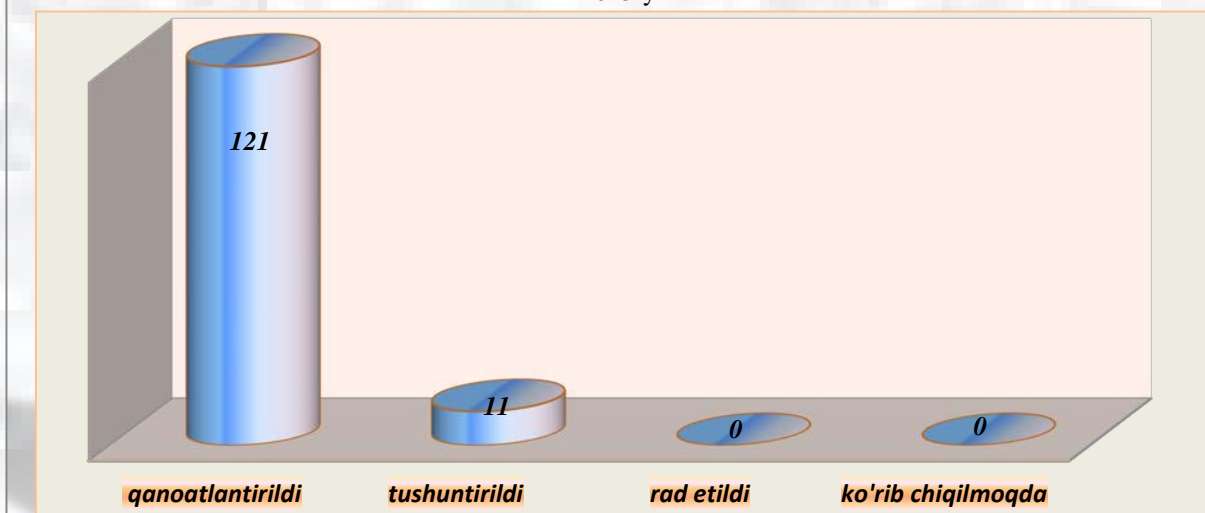 121
11
0
0
qanoatlantirildi
tushuntirildi
rad etildi
ko'rib chiqilmoqda